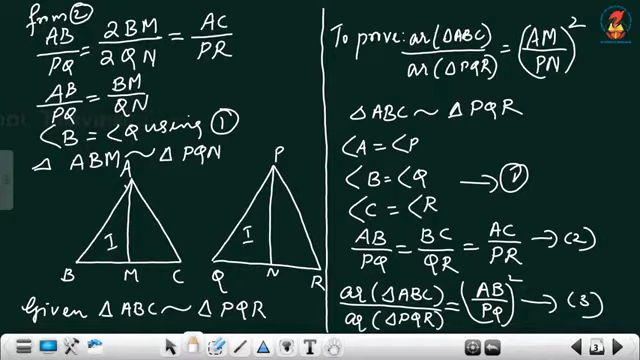 from ②
AB/PQ = 2BM/2QN = AC/PR
AB/PQ = BM/QN
<B = <Q using ①
△ ABM ~ △ PQN
A
P
I
I
B M C
Q N R
Given △ ABC ~ △ PQR
To prove: ar(△ABC)/ar(△PQR) = (AM/PN)²
△ ABC ~ △ PQR
<A = <P
<B = <Q → ①
<C = <R
AB/PQ = BC/QR = AC/PR → (2)
ar(△ABC)/aq(△PQR) = (AB/PQ)² → (3)
T
3